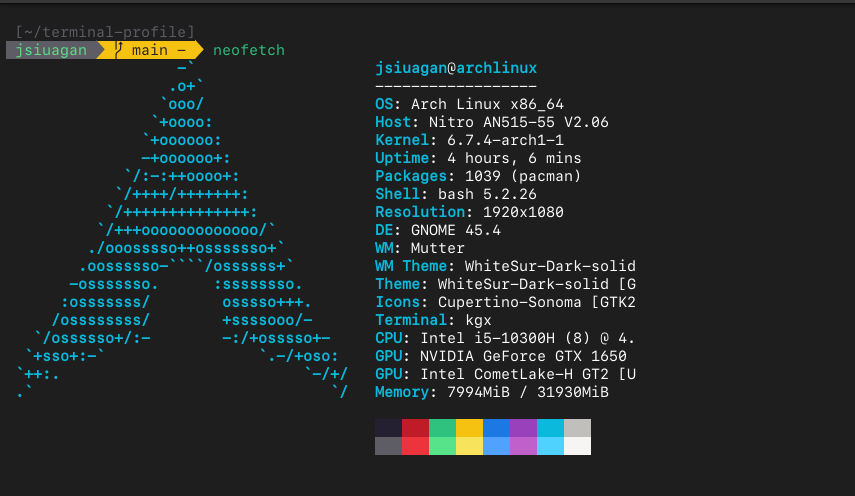 [~/terminal-profile]
jsiuagan main - neofetch
-`
.o+`
`ooo/
`+oooo:
`+oooooo:
-+oooooo+:
`/:-:++oooo+:
`/++++/+++++++:
`/++++++++++++++:
`/+++ooooooooooooo/`
./ooosssso++osssssso+`
.oossssso-````/ossssss+`
-osssssso. :ssssssso.
:osssssss/ osssso+++.
/ossssssss/ +ssssooo/-
`/ossssso+/:- -:/+osssso+-
`+sso+:-` `.-/+oso:
`++:. `-/+/
.` `/
jsiuagan@archlinux
------------------
OS: Arch Linux x86_64
Host: Nitro AN515-55 V2.06
Kernel: 6.7.4-arch1-1
Uptime: 4 hours, 6 mins
Packages: 1039 (pacman)
Shell: bash 5.2.26
Resolution: 1920x1080
DE: GNOME 45.4
WM: Mutter
WM Theme: WhiteSur-Dark-solid
Theme: WhiteSur-Dark-solid [G
Icons: Cupertino-Sonoma [GTK2
Terminal: kgx
CPU: Intel i5-10300H (8) @ 4.
GPU: NVIDIA GeForce GTX 1650
GPU: Intel CometLake-H GT2 [U
Memory: 7994MiB / 31930MiB